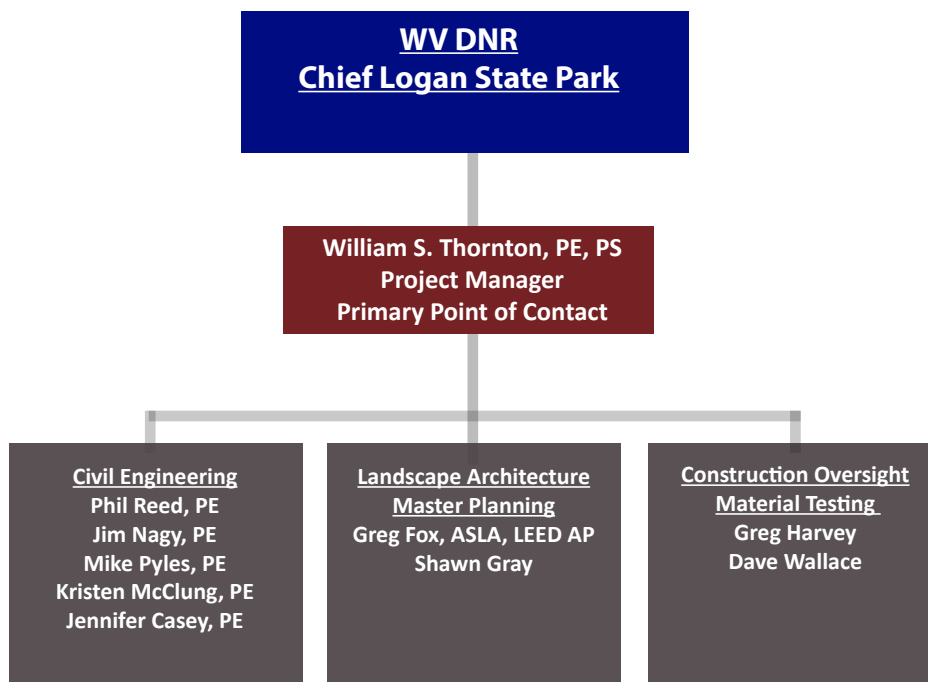 WV DNR
Chief Logan State Park
William S. Thornton, PE, PS
Project Manager
Primary Point of Contact
Civil Engineering
Phil Reed, PE
Jim Nagy, PE
Mike Pyles, PE
Kristen McClung, PE
Jennifer Casey, PE
Landscape Architecture
Master Planning
Greg Fox, ASLA, LEED AP
Shawn Gray
Construction Oversight
Material Testing
Greg Harvey
Dave Wallace